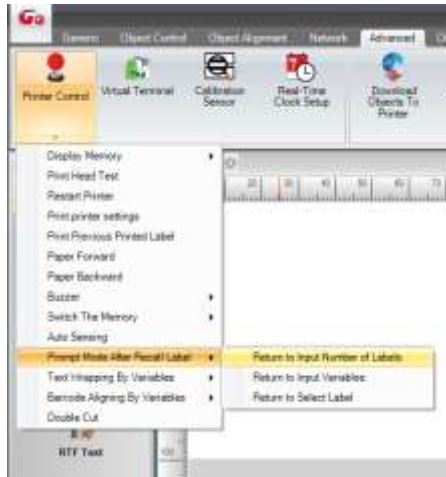 Go
General Object Control Object Alignment Network Advanced
Printer Control
Virtual Terminal
Calibration Sensor
Real-Time Clock Setup
Download Objects To Printer
Display Memory
Print Head Test
Restart Printer
Print printer settings
Print Previous Printed Label
Paper Forward
Paper Backward
Buzzer
Switch The Memory
Auto Sensing
Prompt Mode After Recall Label
Return to Input Number of Labels
Text Wrapping By Variables
Return to Input Variables
Barcode Aligning By Variables
Return to Select Label
Double Cut
RTF Text